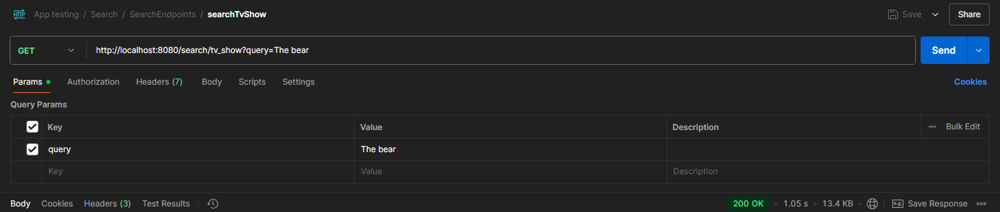 HTTP App testing / Search / SearchEndpoints / searchTvShow Save Share
GET http://localhost:8080/search/tv_show?query=The bear Send
Params Authorization Headers (7) Body Scripts Settings Cookies
Query Params
Key Value Description Bulk Edit
query The bear
Key Value Description
Body Cookies Headers (3) Test Results 200 OK 1.05 s 13.4 KB e.g. Save Response